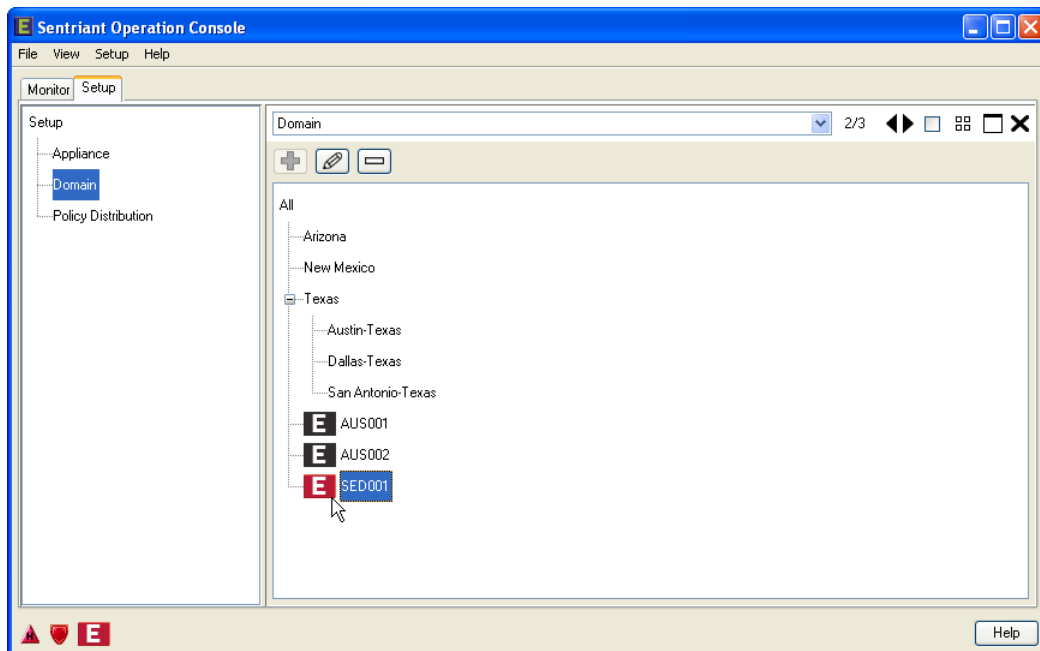 E Sentriant Operation Console
File View Setup Help
Monitor Setup
Setup
Appliance
Domain
Policy Distribution
Domain 2/3
All
Arizona
New Mexico
Texas
Austin-Texas
Dallas-Texas
San Antonio-Texas
E AUS001
E AUS002
E SED001
H E Help